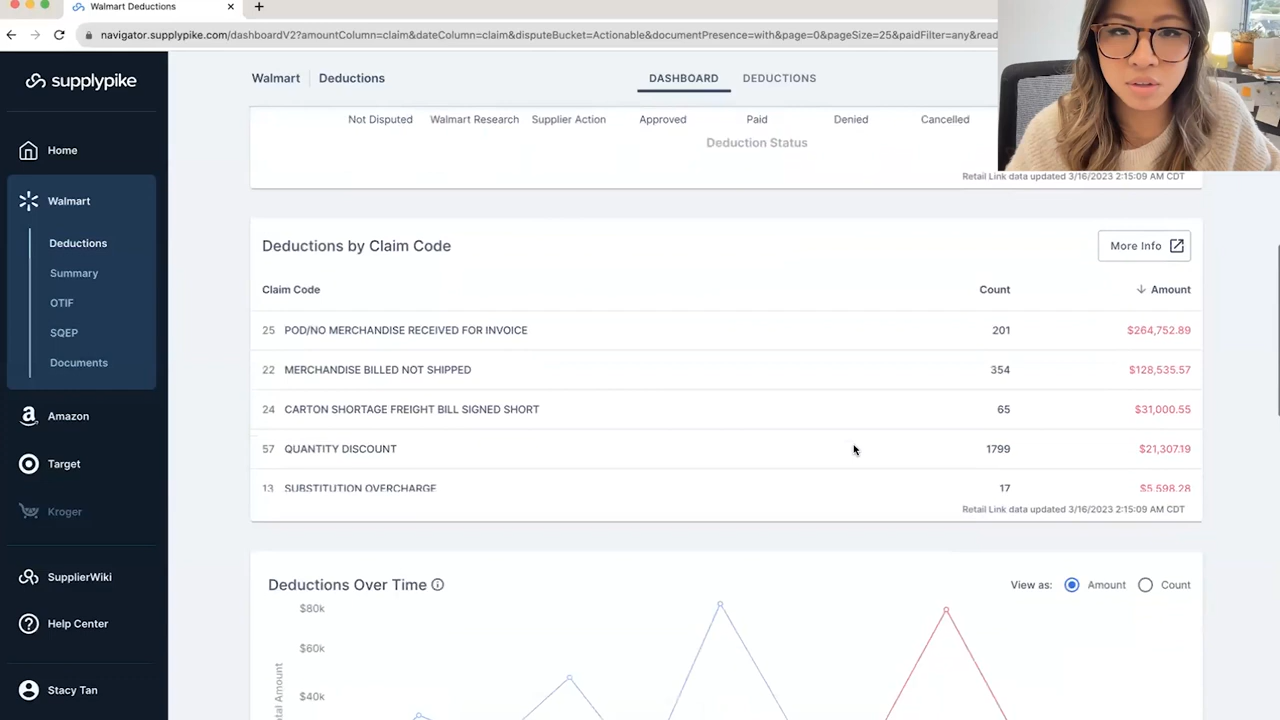 Walmart Deductions
navigator.supplypike.com/dashboardV2?amountColumn=claim&dateColumn=claim&disputeBucket=Actionable&documentPresence=with&page=0&pageSize=25&paidFilter=any&read
supplypike
Home
Walmart
Deductions
Summary
OTIF
SQEP
Documents
Amazon
Target
Kroger
SupplierWiki
Help Center
Stacy Tan
Walmart Deductions
DASHBOARD DEDUCTIONS
Not Disputed Walmart Research Supplier Action Approved Paid Denied Cancelled
Deduction Status
Retail Link data updated 3/16/2023 2:15:09 AM CDT
Deductions by Claim Code More Info
Claim Code Count Amount
25 POD/NO MERCHANDISE RECEIVED FOR INVOICE 201 $264,752.89
22 MERCHANDISE BILLED NOT SHIPPED 354 $128,535.57
24 CARTON SHORTAGE FREIGHT BILL SIGNED SHORT 65 $31,000.55
57 QUANTITY DISCOUNT 1799 $21,307.19
13 SUBSTITUTION OVERCHARGE 17 $5,598.28
Retail Link data updated 3/16/2023 2:15:09 AM CDT
Deductions Over Time View as: Amount Count
$80k
$60k
$40k
Amount